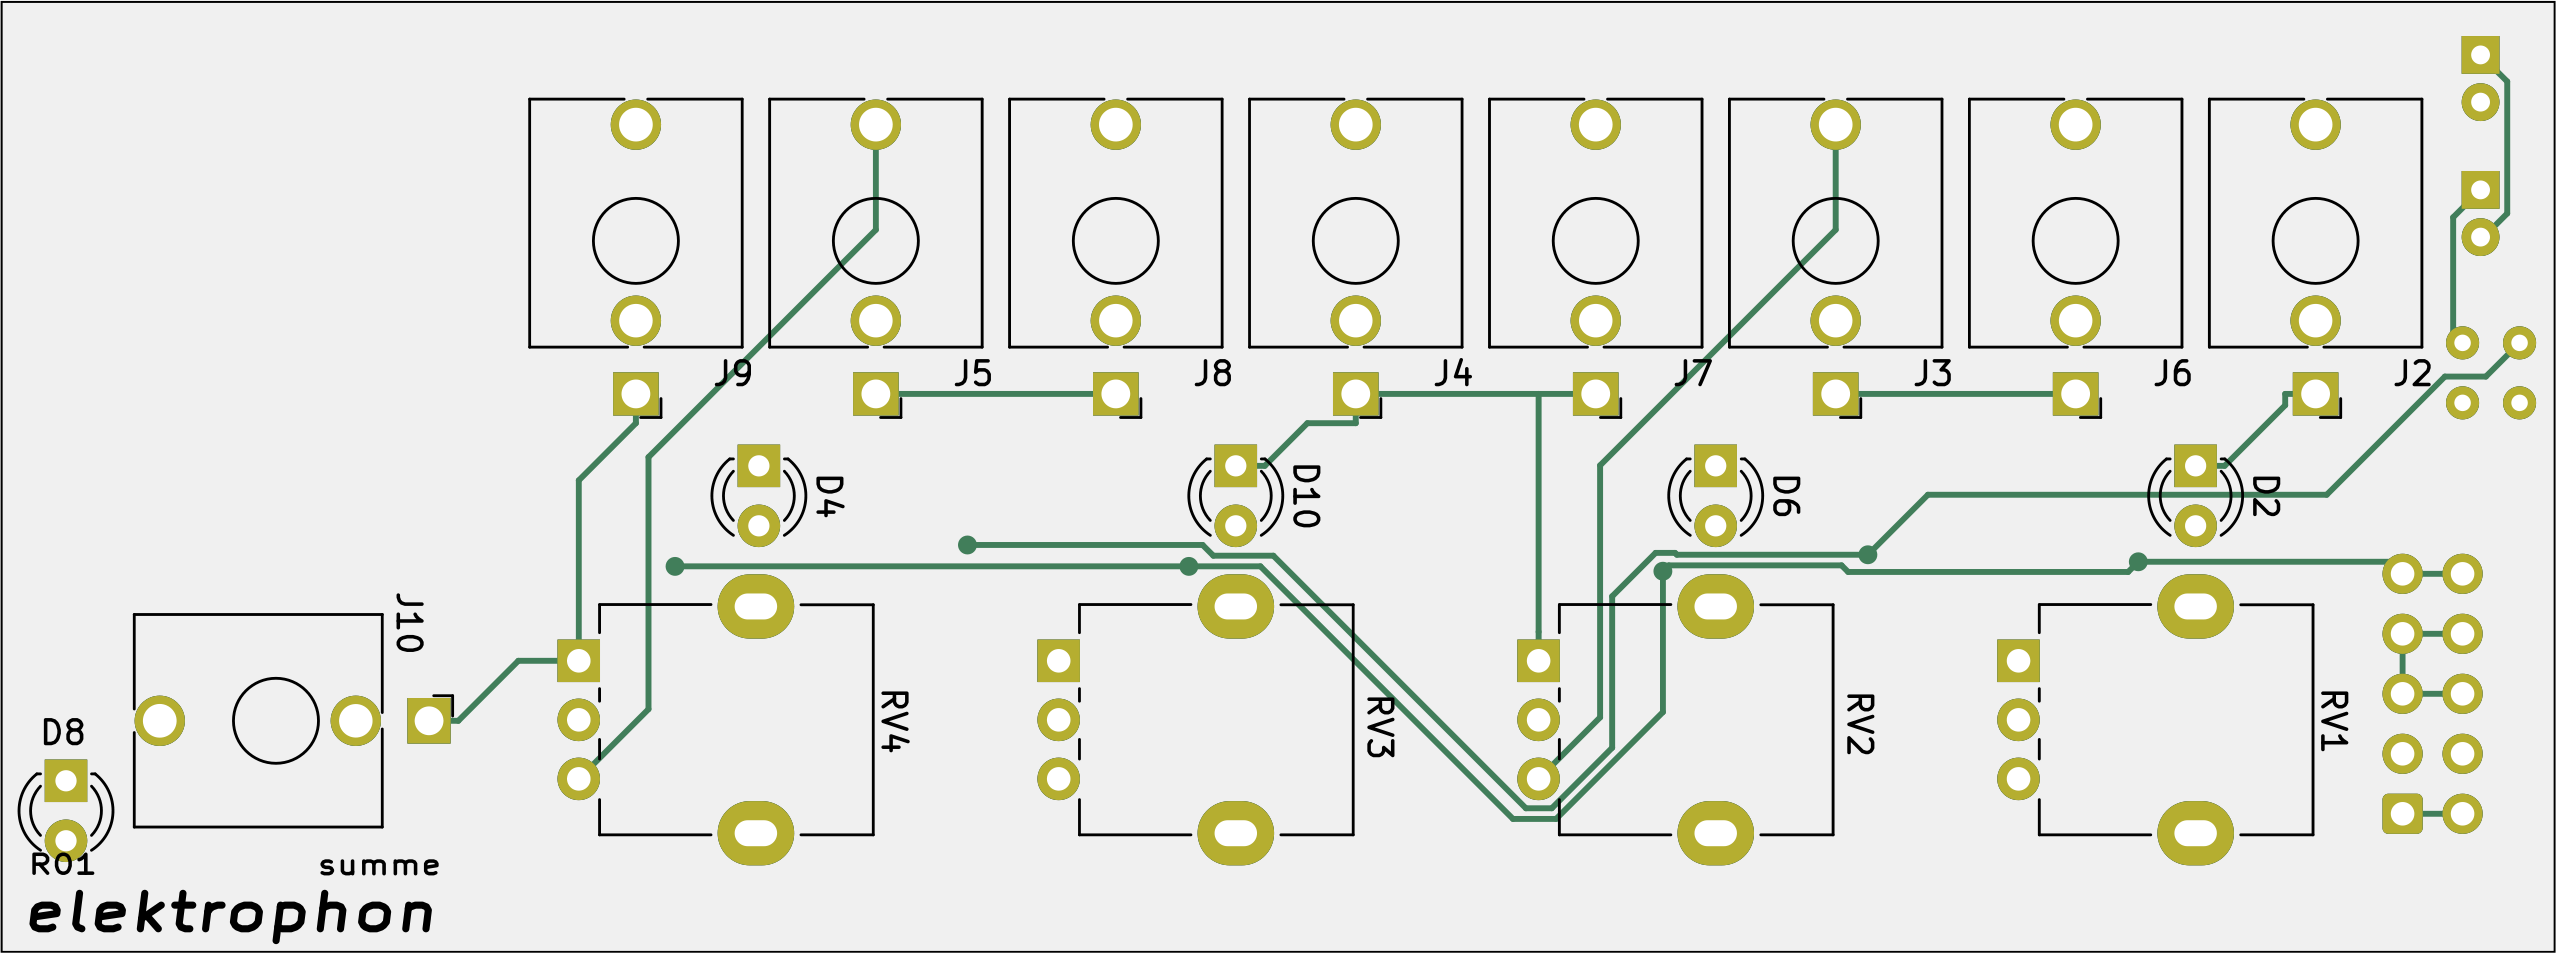 J9 J5 J8 J4 J7 J3 J6 J2
D4 D10 D6 D2
J10
RV4 RV3 RV2 RV1
D8
R01 summe
elektrophon